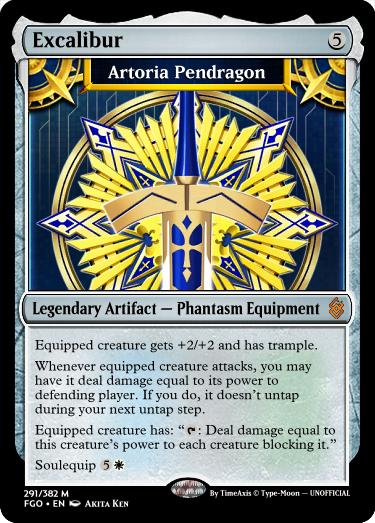 Excalibur 5
Artoria Pendragon
Legendary Artifact — Phantasm Equipment
Equipped creature gets +2/+2 and has trample.
Whenever equipped creature attacks, you may
have it deal damage equal to its power to
defending player. If you do, it doesn't untap
during your next untap step.
Equipped creature has: “: Deal damage equal to
this creature's power to each creature blocking it.”
Soulequip 5
291/382 M
FGO • EN Akita Ken
By TimeAxis © Type-Moon — UNOFFICIAL